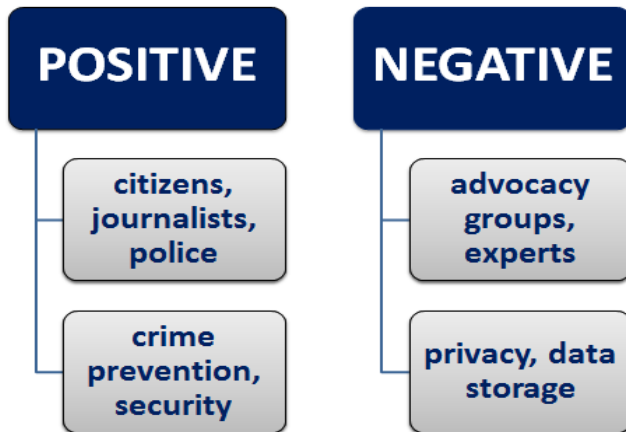 POSITIVE
citizens,
journalists,
police
crime
prevention,
security
NEGATIVE
advocacy
groups,
experts
privacy, data
storage